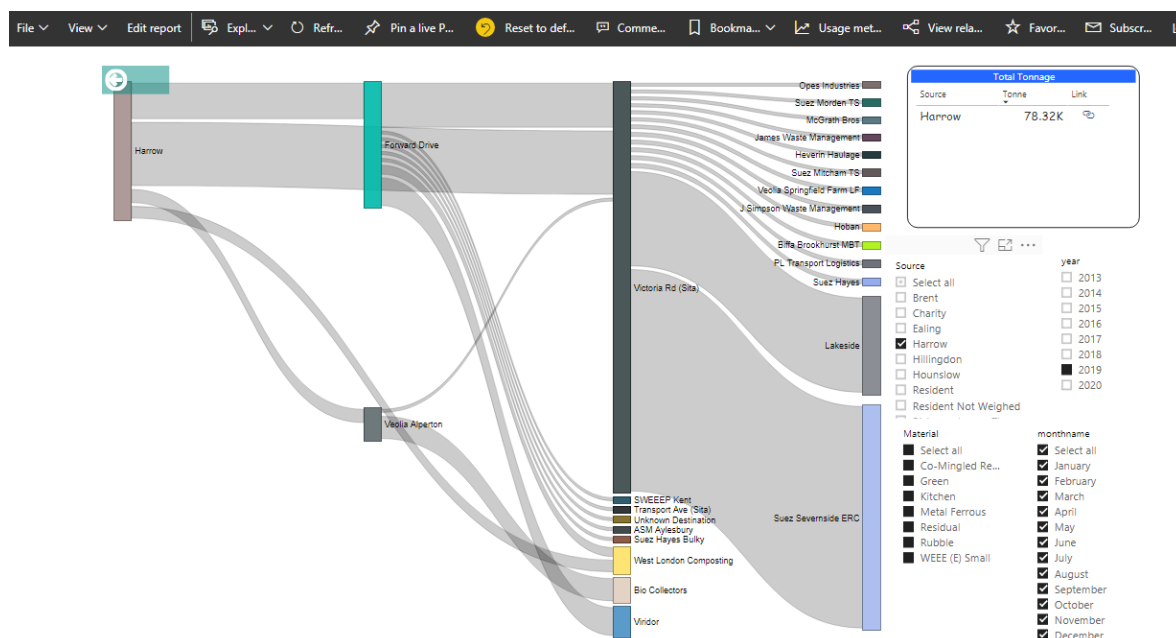 File View Edit report Expl... Refr... Pin a live P... Reset to def... Comme... Bookma... Usage met... View rela... Favor... Subscr...
Harrow
Forward Drive
Veolia Alperton
Victoria Rd (Sita)
SWEEEP Kent
Transport Ave (Sita)
Unknown Destination
ASM Aylesbury
Suez Hayes Bulky
West London Composting
Bio Collectors
Viridor
Opes Industries
Suez Morden TS
McGrath Bros
James Waste Management
Heverin Haulage
Suez Mitcham TS
Veolia Springfield Farm LF
J Simpson Waste Management
Hoban
Biffa Brookhurst MBT
PL Transport Logistics
Suez Hayes
Lakeside
Suez Severnside ERC
Total Tonnage
Source Tonne Link
Harrow 78.32K
Source
Select all
Brent
Charity
Ealing
Harrow
Hillingdon
Hounslow
Resident
Resident Not Weighed
year
2013
2014
2015
2016
2017
2018
2019
2020
Material
Select all
Co-Mingled Re...
Green
Kitchen
Metal Ferrous
Residual
Rubble
WEEE (E) Small
monthname
Select all
January
February
March
April
May
June
July
August
September
October
November
December